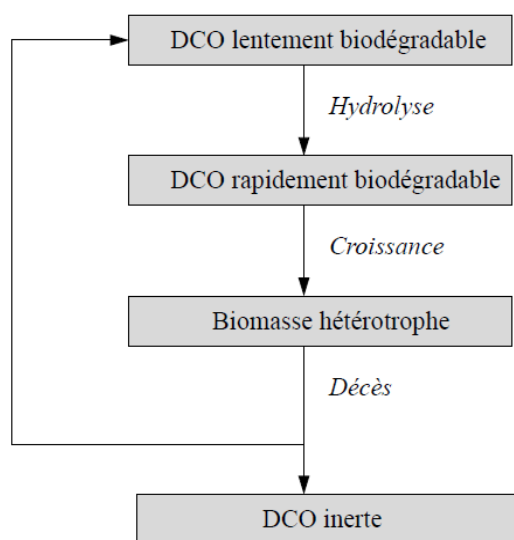 DCO lentement biodégradable
Hydrolyse
DCO rapidement biodégradable
Croissance
Biomasse hétérotrophe
Décès
DCO inerte